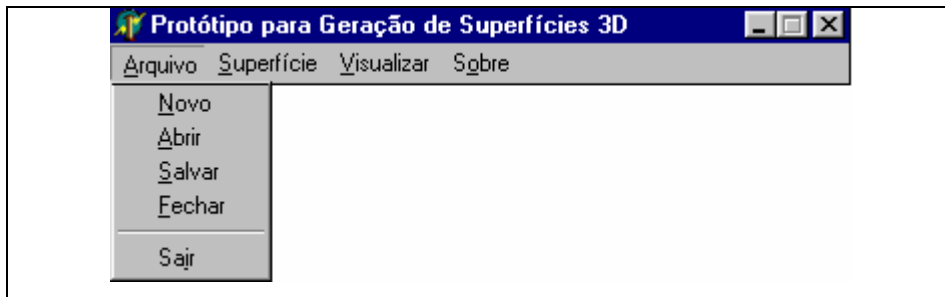 Protótipo para Geração de Superfícies 3D
Arquivo Superfície Visualizar Sobre
Novo
Abrir
Salvar
Fechar
Sair